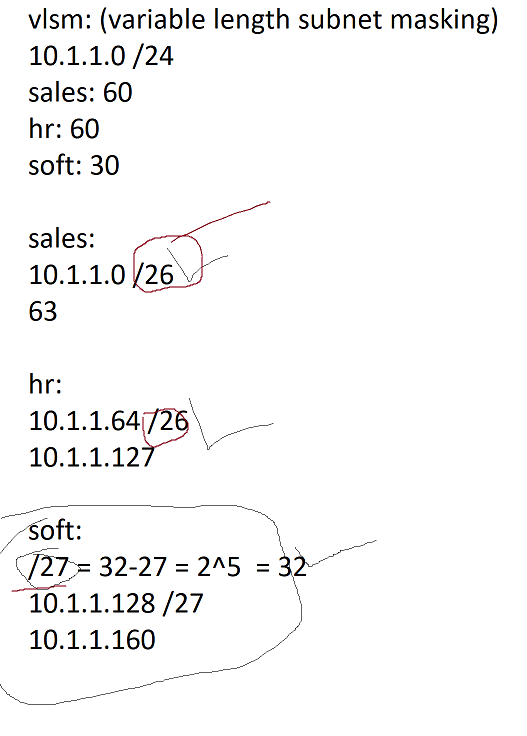 vlsm: (variable length subnet masking)
10.1.1.0 /24
sales: 60
hr: 60
soft: 30
sales:
10.1.1.0 /26
63
hr:
10.1.1.64 /26
10.1.1.127
soft:
/27 = 32-27 = 2^5  = 32
10.1.1.128 /27
10.1.1.160